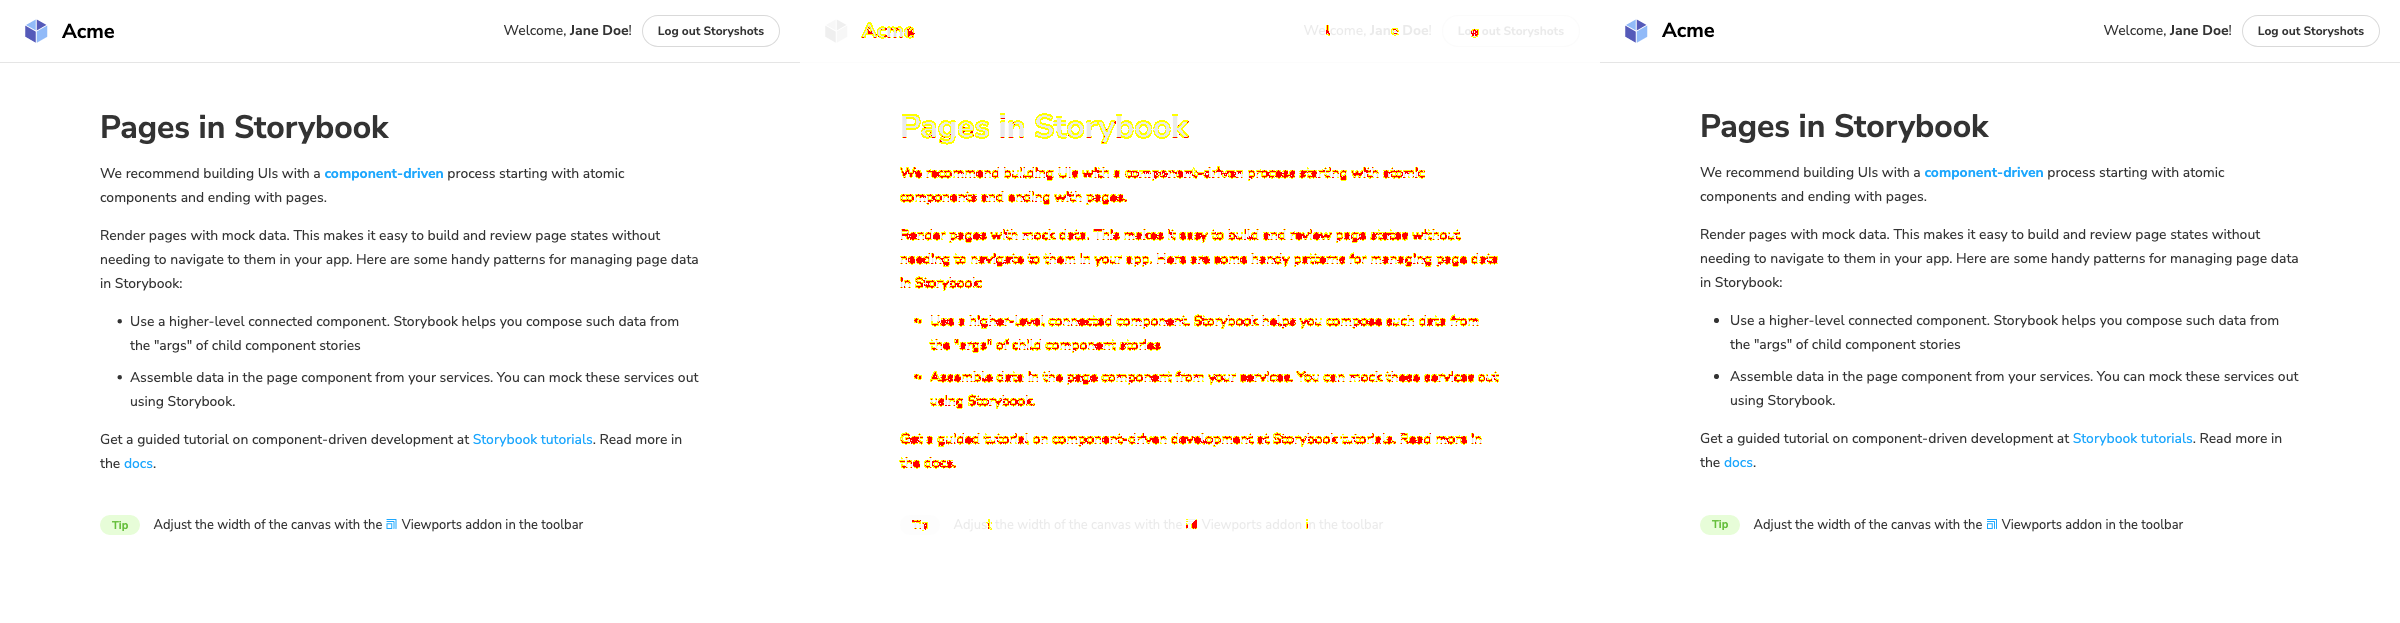 Acme
Welcome, Jane Doe!
Log out Storyshots
Pages in Storybook
We recommend building UIs with a component-driven process starting with atomic
components and ending with pages.
Render pages with mock data. This makes it easy to build and review page states without
needing to navigate to them in your app. Here are some handy patterns for managing page data
in Storybook:
• Use a higher-level connected component. Storybook helps you compose such data from
the "args" of child component stories
• Assemble data in the page component from your services. You can mock these services out
using Storybook.
Get a guided tutorial on component-driven development at Storybook tutorials. Read more in
the docs.
Tip
Adjust the width of the canvas with the Viewports addon in the toolbar
Acme
Welcome, Jane Doe!
Log out Storyshots
Pages in Storybook
We recommend building UIs with a component-driven process starting with atomic
components and ending with pages.
Render pages with mock data. This makes it easy to build and review page states without
needing to navigate to them in your app. Here are some handy patterns for managing page data
in Storybook:
• Use a higher-level connected component. Storybook helps you compose such data from
the "args" of child component stories
• Assemble data in the page component from your services. You can mock these services out
using Storybook.
Get a guided tutorial on component-driven development at Storybook tutorials. Read more in
the docs.
Tip
Adjust the width of the canvas with the Viewports addon in the toolbar
Acme
Welcome, Jane Doe!
Log out Storyshots
Pages in Storybook
We recommend building UIs with a component-driven process starting with atomic
components and ending with pages.
Render pages with mock data. This makes it easy to build and review page states without
needing to navigate to them in your app. Here are some handy patterns for managing page data
in Storybook:
• Use a higher-level connected component. Storybook helps you compose such data from
the "args" of child component stories
• Assemble data in the page component from your services. You can mock these services out
using Storybook.
Get a guided tutorial on component-driven development at Storybook tutorials. Read more in
the docs.
Tip
Adjust the width of the canvas with the Viewports addon in the toolbar